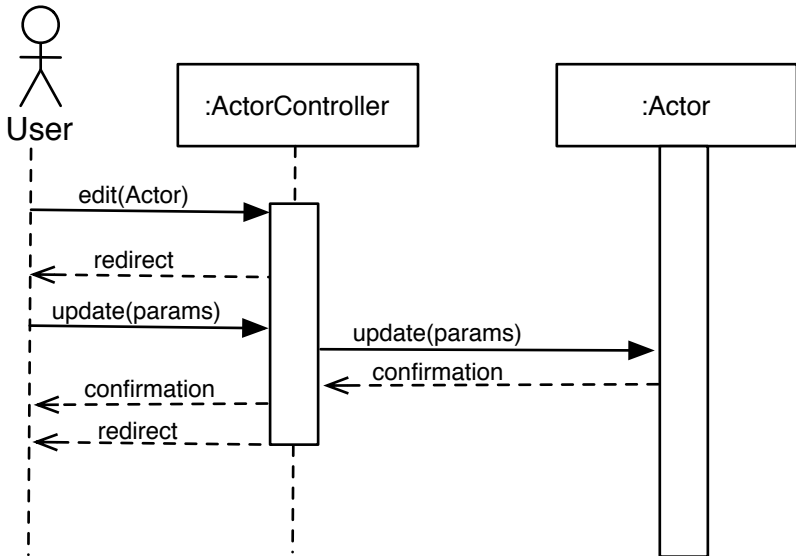 User
:ActorController
:Actor
edit(Actor)
redirect
update(params)
update(params)
confirmation
confirmation
redirect